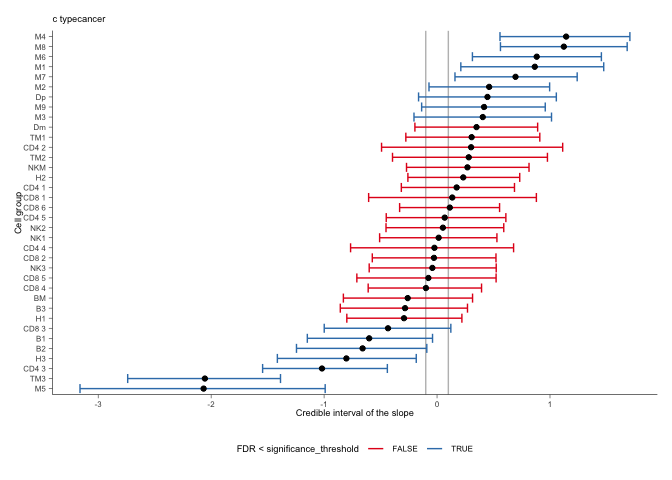 c typecancer
M4
M8
M6
M1
M7
M2
Dp
M9
M3
Dm
TM1
CD4 2
TM2
NKM
H2
CD4 1
CD8 1
CD8 6
CD4 5
NK2
NK1
CD4 4
CD8 2
NK3
CD8 5
CD8 4
BM
B3
H1
CD8 3
B1
B2
H3
CD4 3
TM3
M5
Cell group
-3 -2 -1 0 1
Credible interval of the slope
FDR < significance_threshold FALSE TRUE